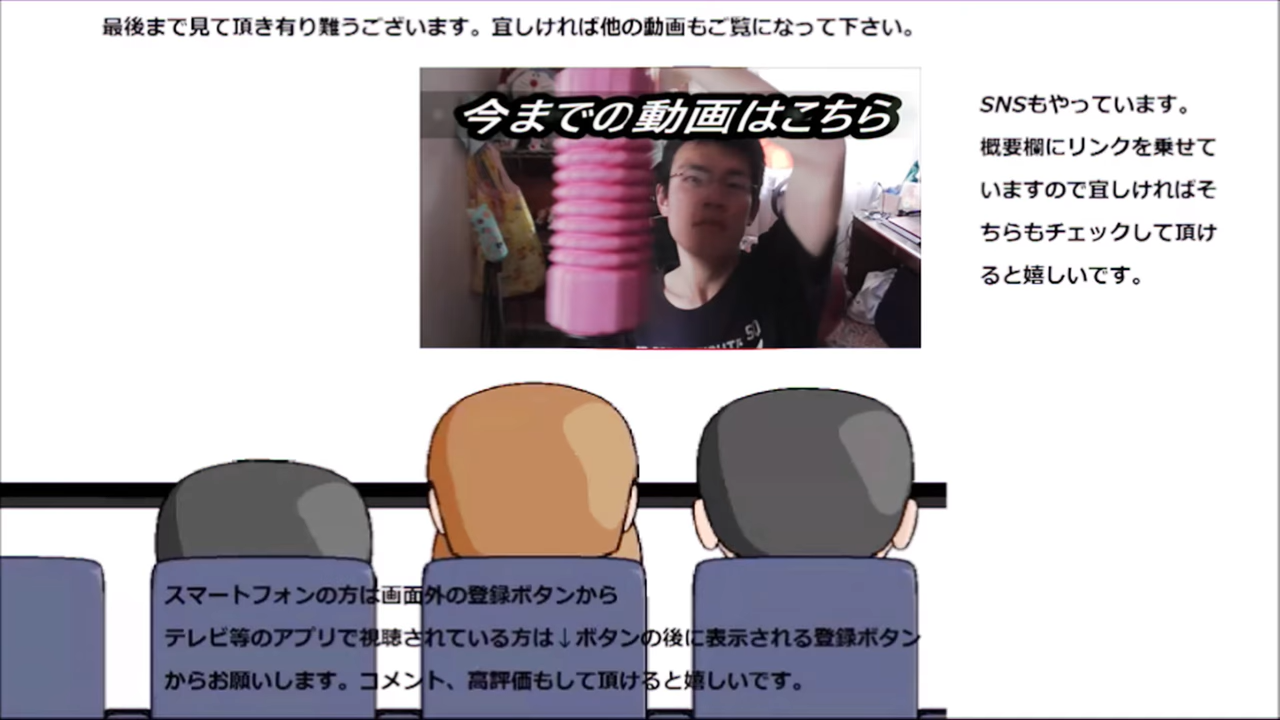 最後まで見て頂き有り難うございます。宜しければ他の動画もご覧になって下さい。
今までの動画はこちら
SNSもやっています。
概要欄にリンクを乗せて
いますので宜しければそ
ちらもチェックして頂け
ると嬉しいです。
スマートフォンの方は画面外の登録ボタンから
テレビ等のアプリで視聴されている方は↓ボタンの後に表示される登録ボタン
からお願いします。コメント、高評価もして頂けると嬉しいです。